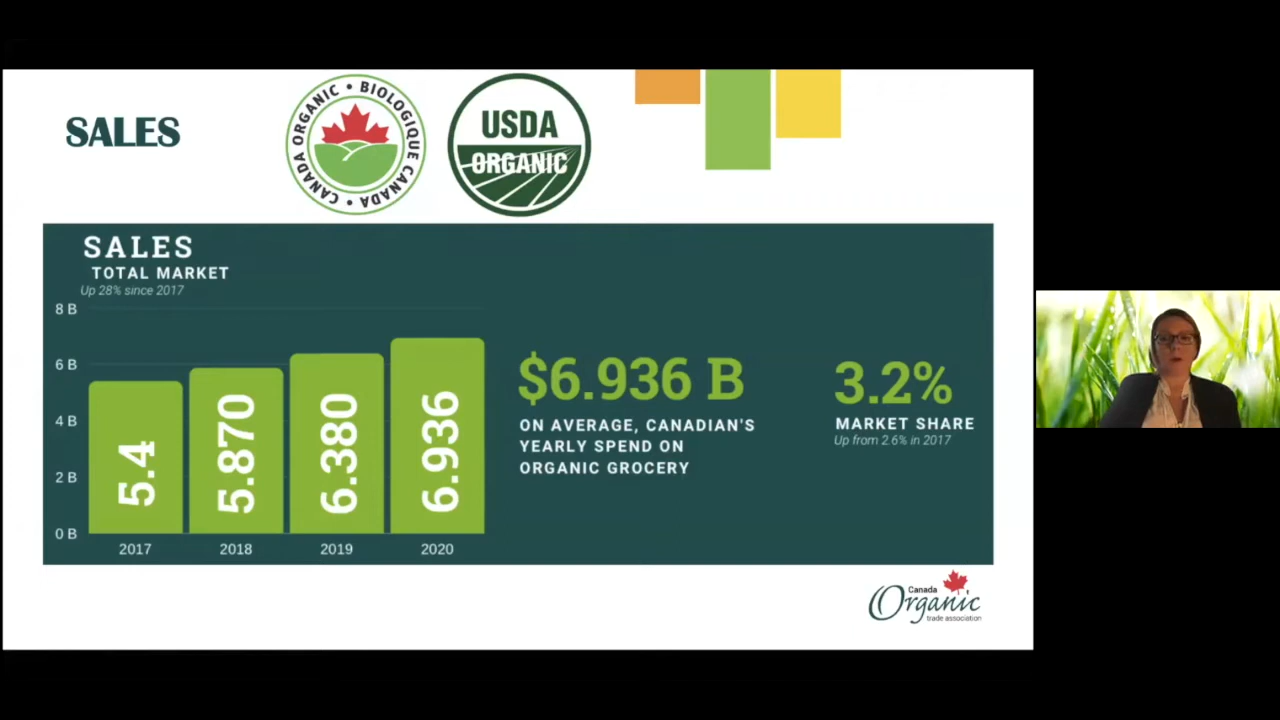 SALES
CANADA ORGANIC • BIOLOGIQUE CANADA •
USDA
ORGANIC
SALES
TOTAL MARKET
Up 28% since 2017
8 B
6 B
4 B
2 B
0 B
5.4
5.870
6.380
6.936
2017
2018
2019
2020
$6.936 B
ON AVERAGE, CANADIAN'S
YEARLY SPEND ON
ORGANIC GROCERY
3.2%
MARKET SHARE
Up from 2.6% in 2017
Canada
Organic
trade association